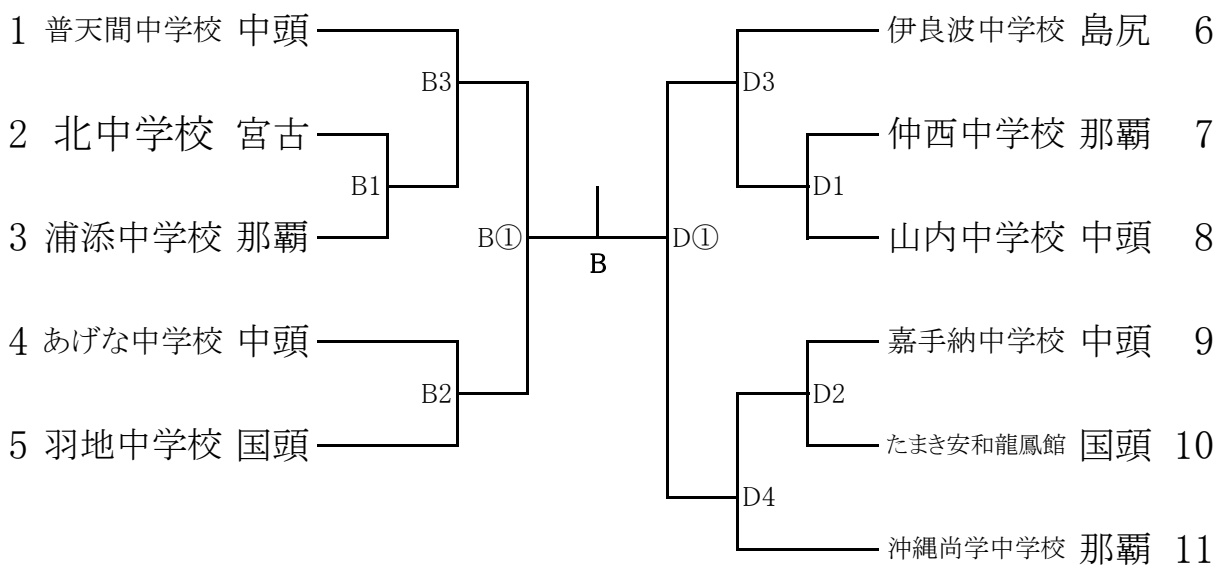 1 普天間中学校 中頭
2 北中学校 宮古
3 浦添中学校 那覇
4 あげな中学校 中頭
5 羽地中学校 国頭
B3
B1
B①
B2
B
D①
D3
D1
D2
D4
伊良波中学校 島尻 6
仲西中学校 那覇 7
山内中学校 中頭 8
嘉手納中学校 中頭 9
たまき安和龍鳳館 国頭 10
沖縄尚学中学校 那覇 11